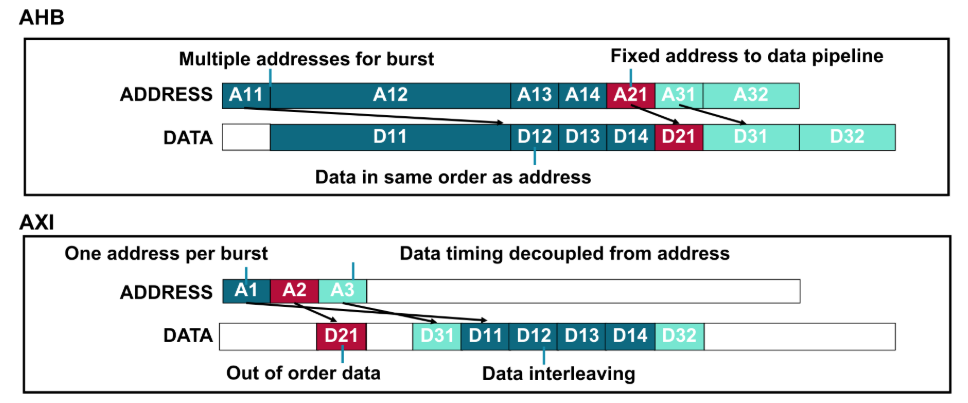 AHB
Multiple addresses for burst
Fixed address to data pipeline
ADDRESS A11 A12 A13 A14 A21 A31 A32
DATA D11 D12 D13 D14 D21 D31 D32
Data in same order as address
AXI
One address per burst
Data timing decoupled from address
ADDRESS A1 A2 A3
DATA D21 D31 D11 D12 D13 D14 D32
Out of order data
Data interleaving